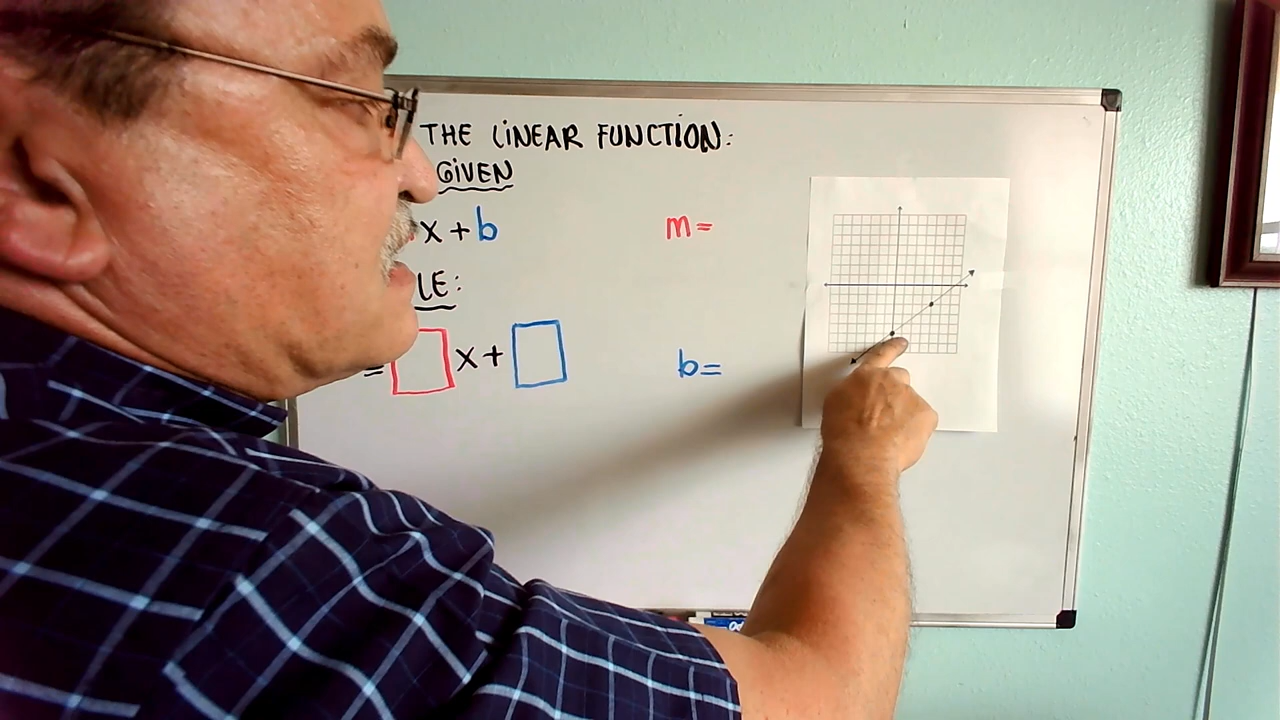 THE LINEAR FUNCTION:
GIVEN
x + b
m=
LE:
= x +
b=